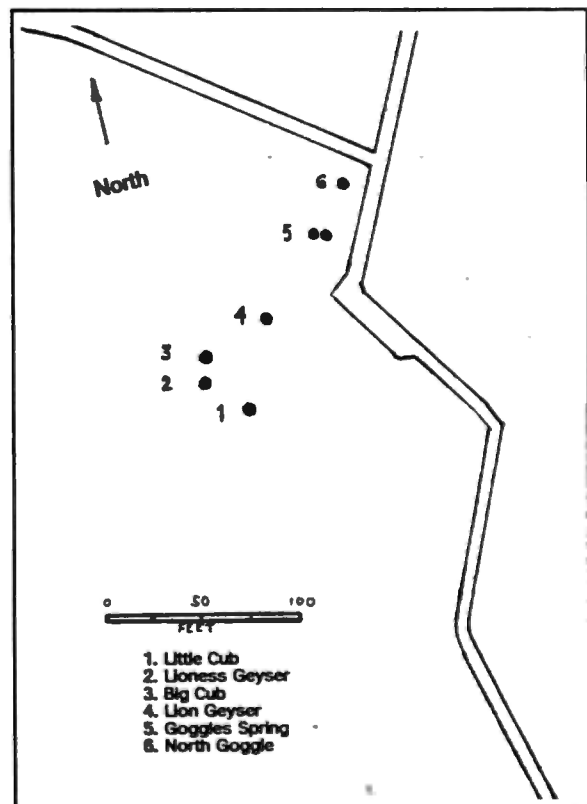 North
6
5
4
3
2
1
0 50 100
FEET
1. Little Cub
2. Lioness Geyser
3. Big Cub
4. Lion Geyser
5. Goggles Spring
6. North Goggle